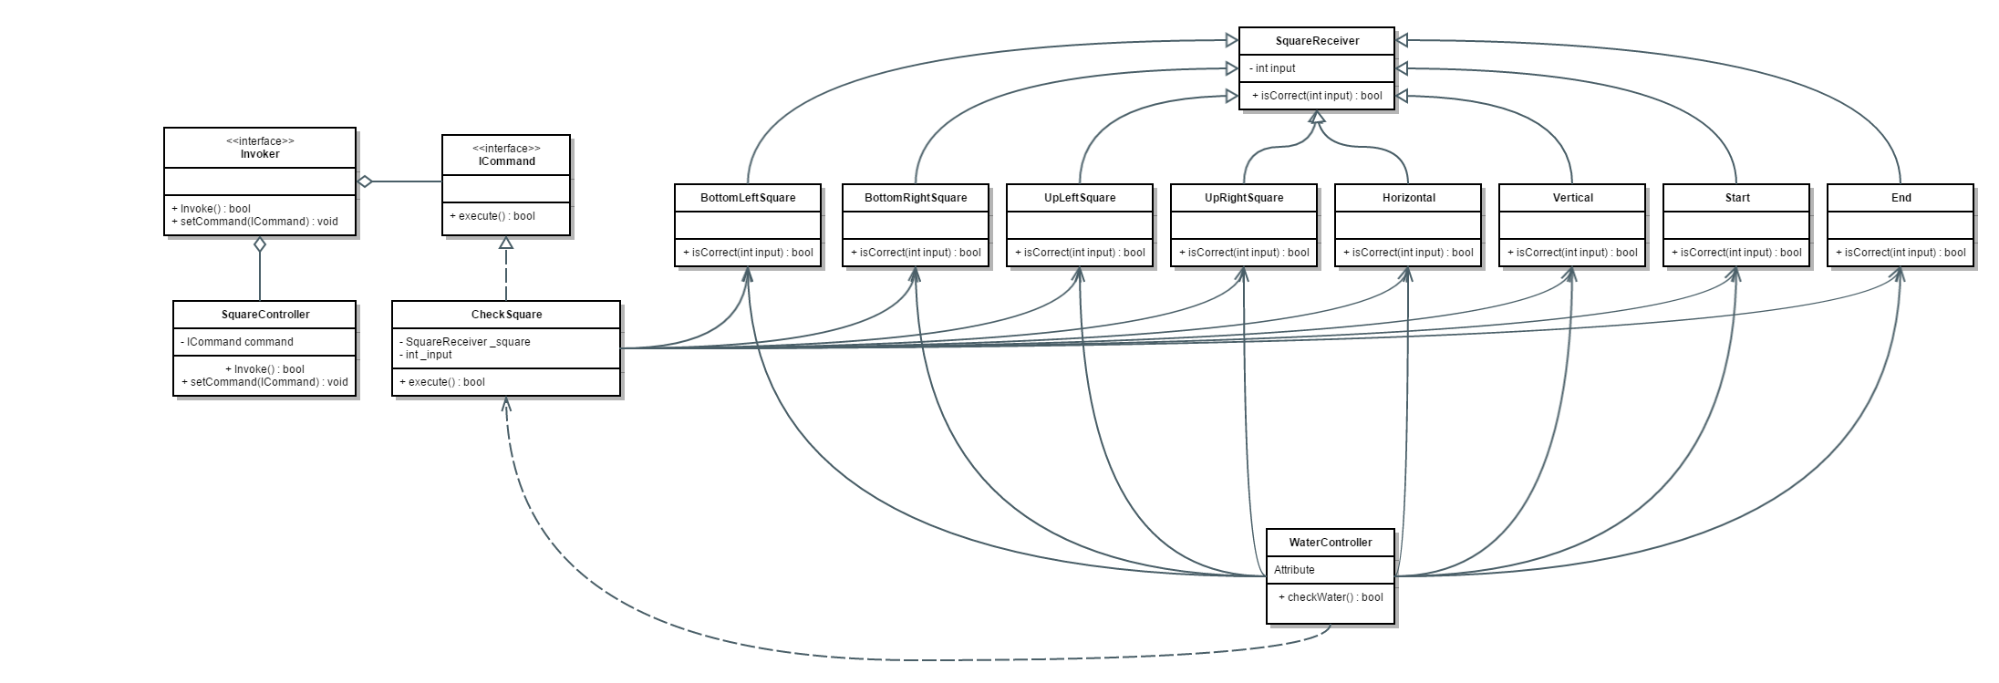 SquareReceiver
- int input
+ isCorrect(int input) : bool
<<interface>>
Invoker
+ Invoke() : bool
+ setCommand(ICommand) : void
<<interface>>
ICommand
+ execute() : bool
BottomLeftSquare
+ isCorrect(int input) : bool
BottomRightSquare
+ isCorrect(int input) : bool
UpLeftSquare
+ isCorrect(int input) : bool
UpRightSquare
+ isCorrect(int input) : bool
Horizontal
+ isCorrect(int input) : bool
Vertical
+ isCorrect(int input) : bool
Start
+ isCorrect(int input) : bool
End
+ isCorrect(int input) : bool
SquareController
- ICommand command
+ Invoke() : bool
+ setCommand(ICommand) : void
CheckSquare
- SquareReceiver _square
- int _input
+ execute() : bool
WaterController
Attribute
+ checkWater() : bool